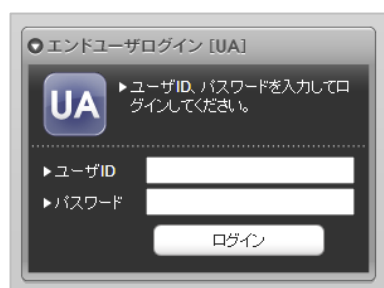 エンドユーザログイン [UA]
UA
▶ユーザID、パスワードを入力してロ
グインしてください。
▶ユーザID
▶パスワード
ログイン